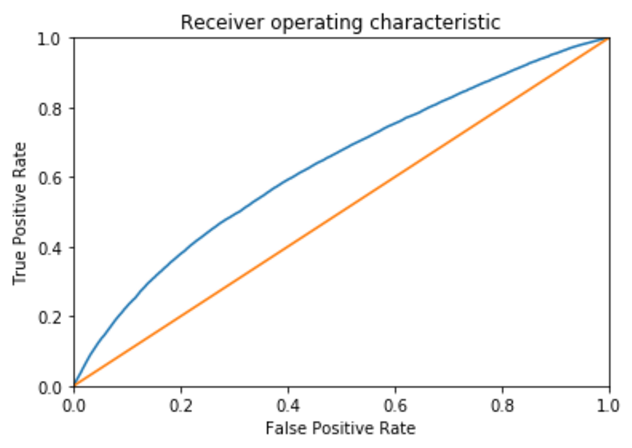 Receiver operating characteristic
1.0
0.8
0.6
0.4
0.2
0.0
True Positive Rate
0.0 0.2 0.4 0.6 0.8 1.0
False Positive Rate